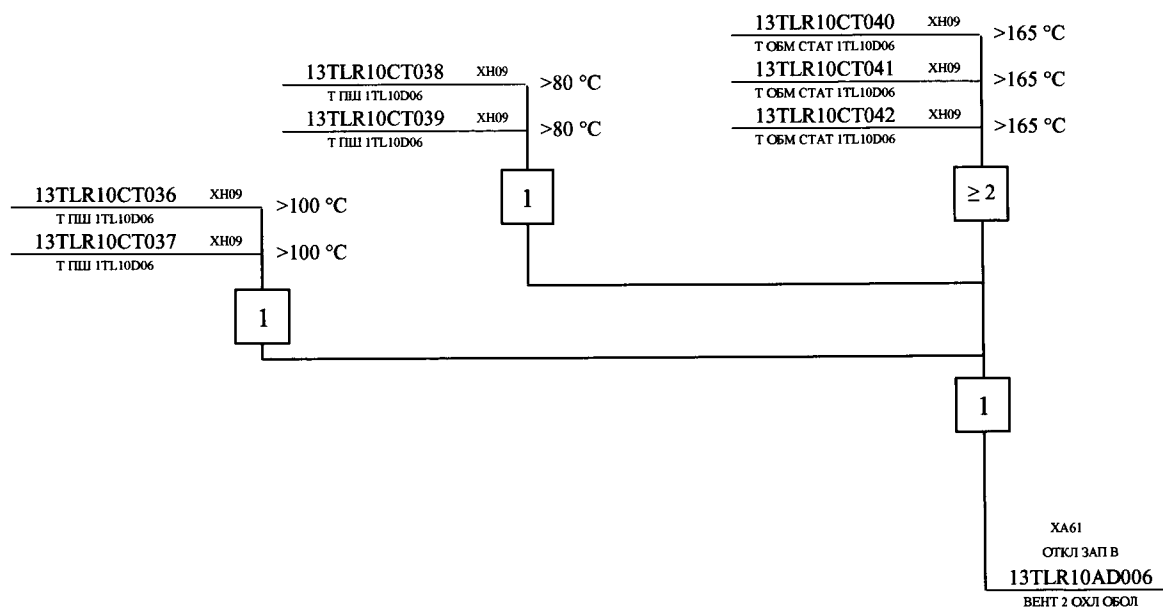 13TLR10CT040 XH09 >165 °C
Т ОБМ СТАТ 1TL10D06
13TLR10CT041 XH09 >165 °C
Т ОБМ СТАТ 1TL10D06
13TLR10CT042 XH09 >165 °C
Т ОБМ СТАТ 1TL10D06
≥ 2
13TLR10CT038 XH09 >80 °C
Т ПШ 1TL10D06
13TLR10CT039 XH09 >80 °C
Т ПШ 1TL10D06
1
13TLR10CT036 XH09 >100 °C
Т ПШ 1TL10D06
13TLR10CT037 XH09 >100 °C
Т ПШ 1TL10D06
1
1
XA61
ОТКЛ ЗАП В
13TLR10AD006
ВЕНТ 2 ОХЛ ОБОЛ